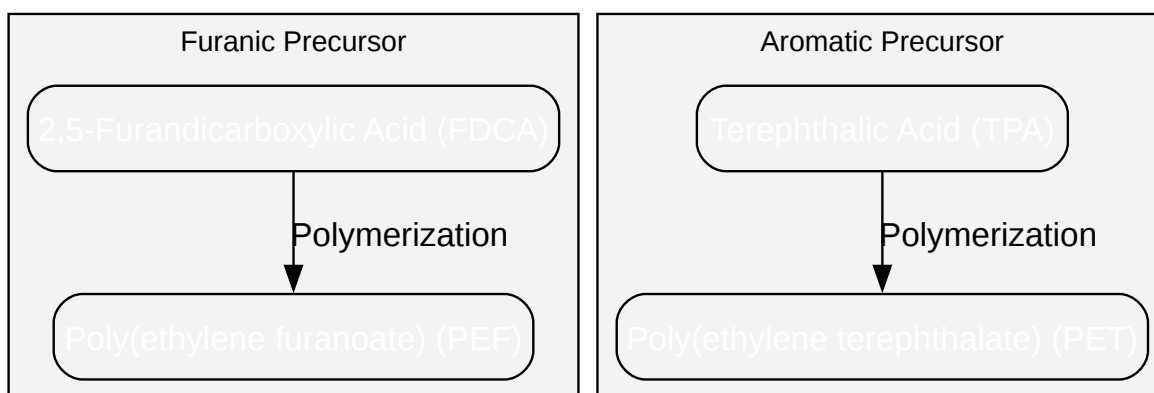 Furanic Precursor
2,5-Furandicarboxylic Acid (FDCA)
Polymerization
Poly(ethylene furanoate) (PEF)
Aromatic Precursor
Terephthalic Acid (TPA)
Polymerization
Poly(ethylene terephthalate) (PET)